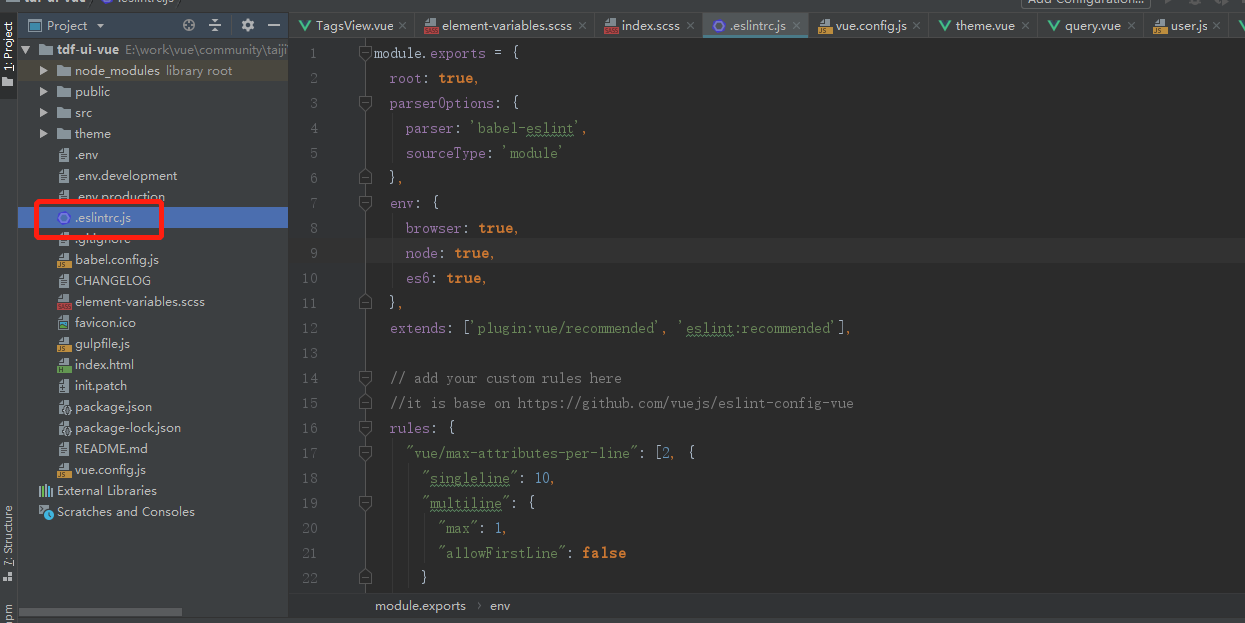 tdf-ui-vue
.eslintrc.js
Add Configuration...
Project
TagsView.vue
element-variables.scss
index.scss
.eslintrc.js
vue.config.js
theme.vue
query.vue
user.js
1: Project
7: Structure
npm
tdf-ui-vue E:\work\vue\community\taiji
node_modules library root
public
src
theme
.env
.env.development
.env.production
.eslintrc.js
.gitignore
babel.config.js
CHANGELOG
element-variables.scss
favicon.ico
gulpfile.js
index.html
init.patch
package.json
package-lock.json
README.md
vue.config.js
External Libraries
Scratches and Consoles
1 module.exports = {
2 root: true,
3 parserOptions: {
4 parser: 'babel-eslint',
5 sourceType: 'module'
6 },
7 env: {
8 browser: true,
9 node: true,
10 es6: true,
11 },
12 extends: ['plugin:vue/recommended', 'eslint:recommended'],
13
14 // add your custom rules here
15 //it is base on https://github.com/vuejs/eslint-config-vue
16 rules: {
17 "vue/max-attributes-per-line": [2, {
18 "singleline": 10,
19 "multiline": {
20 "max": 1,
21 "allowFirstLine": false
22 }
module.exports › env